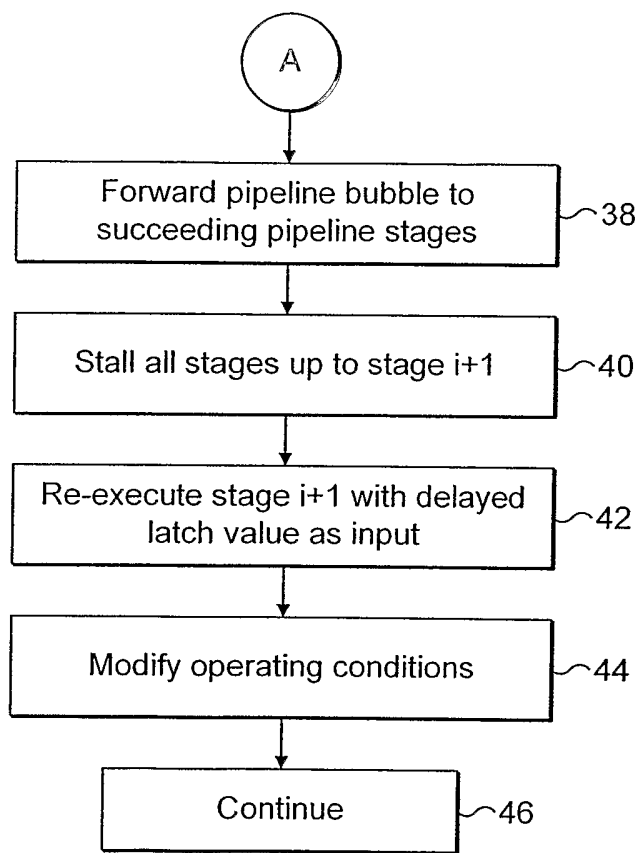 A
Forward pipeline bubble to
succeeding pipeline stages
38
Stall all stages up to stage i+1
40
Re-execute stage i+1 with delayed
latch value as input
42
Modify operating conditions
44
Continue
46